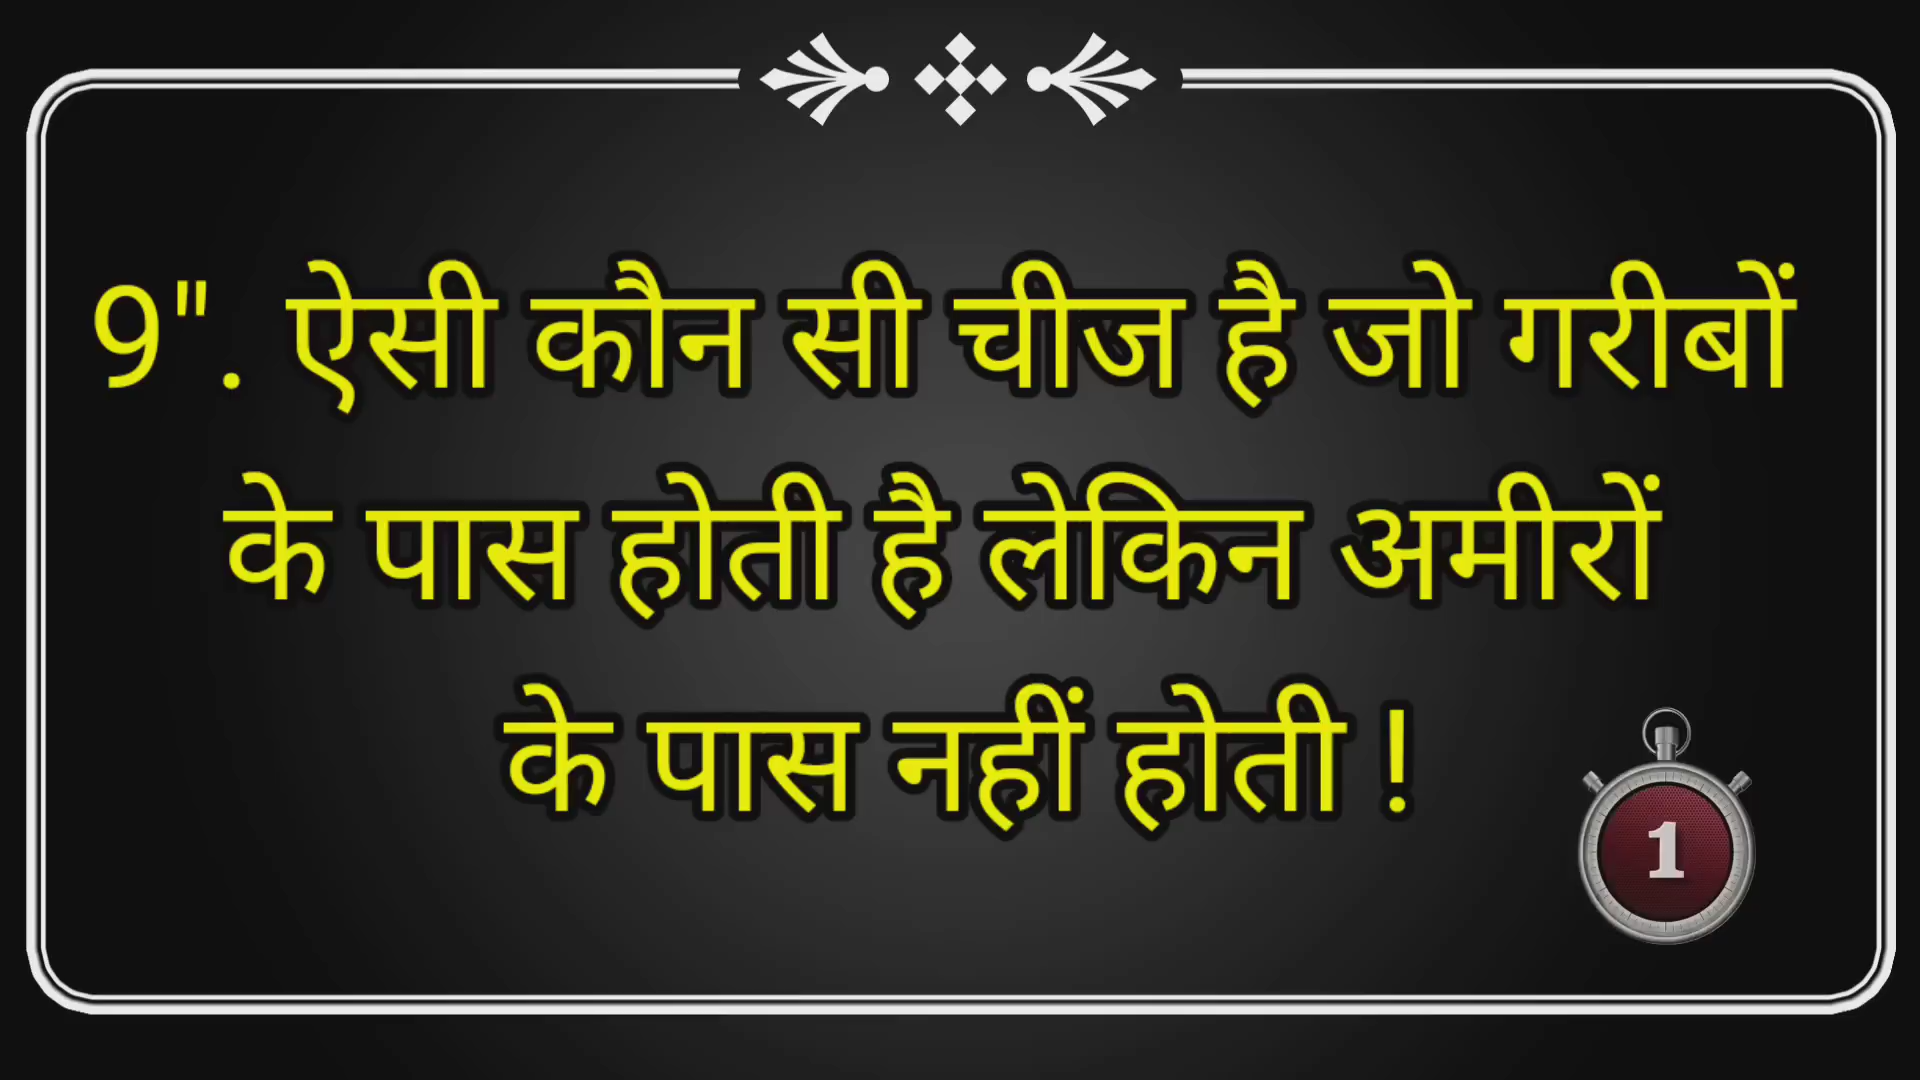 9". ऐसी कौन सी चीज है जो गरीबों
के पास होती है लेकिन अमीरों
के पास नहीं होती !
1